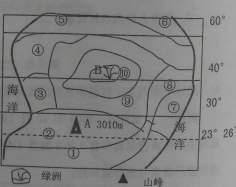 ⑤ ⑥ 60°
④ B ⑩ 40°
海 ③ ⑨ ⑧ 30°
洋 ⑦
A 3010m 海
② 23° 26′
洋
①
绿洲 山峰